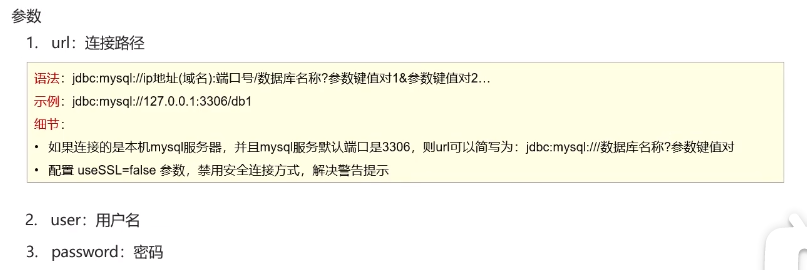 参数
1. url：连接路径
语法：jdbc:mysql://ip地址(域名):端口号/数据库名称?参数键值对1&参数键值对2…
示例：jdbc:mysql://127.0.0.1:3306/db1
细节：
• 如果连接的是本机mysql服务器，并且mysql服务默认端口是3306，则url可以简写为：jdbc:mysql:///数据库名称?参数键值对
• 配置 useSSL=false 参数，禁用安全连接方式，解决警告提示
2. user：用户名
3. password：密码